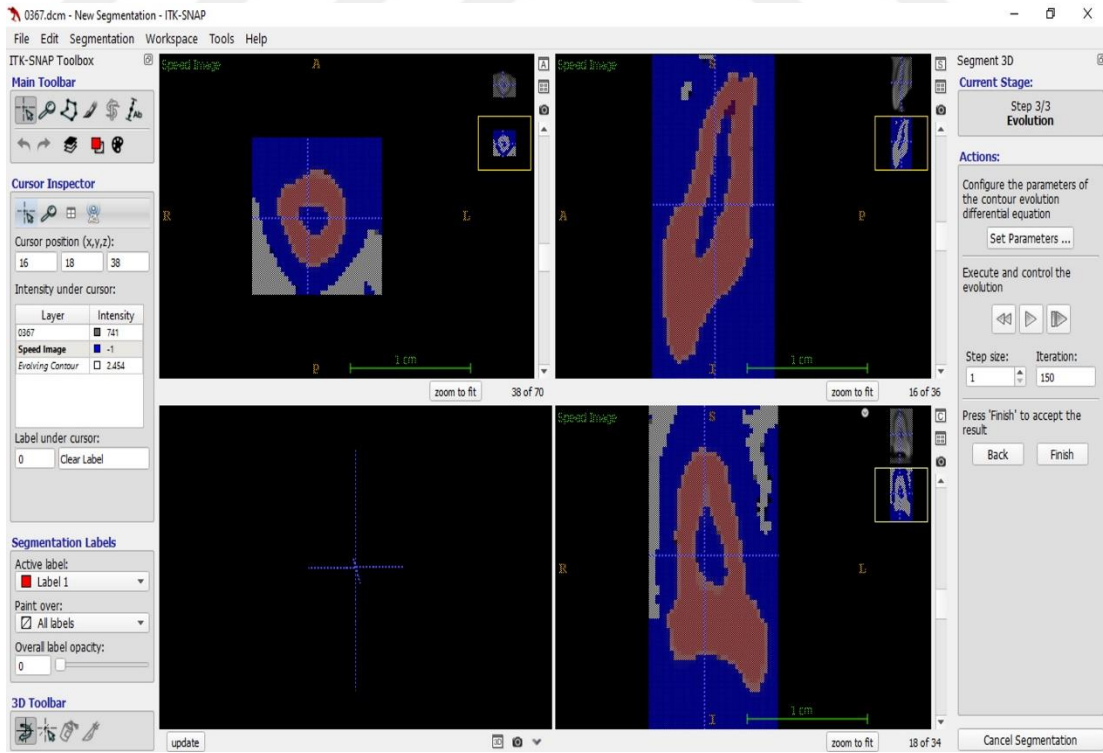 0367.dcm - New Segmentation - ITK-SNAP
File Edit Segmentation Workspace Tools Help
ITK-SNAP Toolbox
Main Toolbar
Ab
Cursor Inspector
Cursor position (x,y,z):
16 18 38
Intensity under cursor:
Layer Intensity
0367 741
Speed Image -1
Evolving Contour 2.454
Label under cursor:
0 Clear Label
Segmentation Labels
Active label:
Label 1
Paint over:
All labels
Overall label opacity:
0
3D Toolbar
Speed Image
A
R
L
P
1 cm
A
zoom to fit 38 of 70
Speed Image
S
A
P
I
1 cm
S
zoom to fit 16 of 36
update
3D
Speed Image
S
R
L
I
1 cm
C
zoom to fit 18 of 34
Segment 3D
Current Stage:
Step 3/3
Evolution
Actions:
Configure the parameters of
the contour evolution
differential equation
Set Parameters ...
Execute and control the
evolution
Step size: Iteration:
1 150
Press 'Finish' to accept the
result
Back Finish
Cancel Segmentation